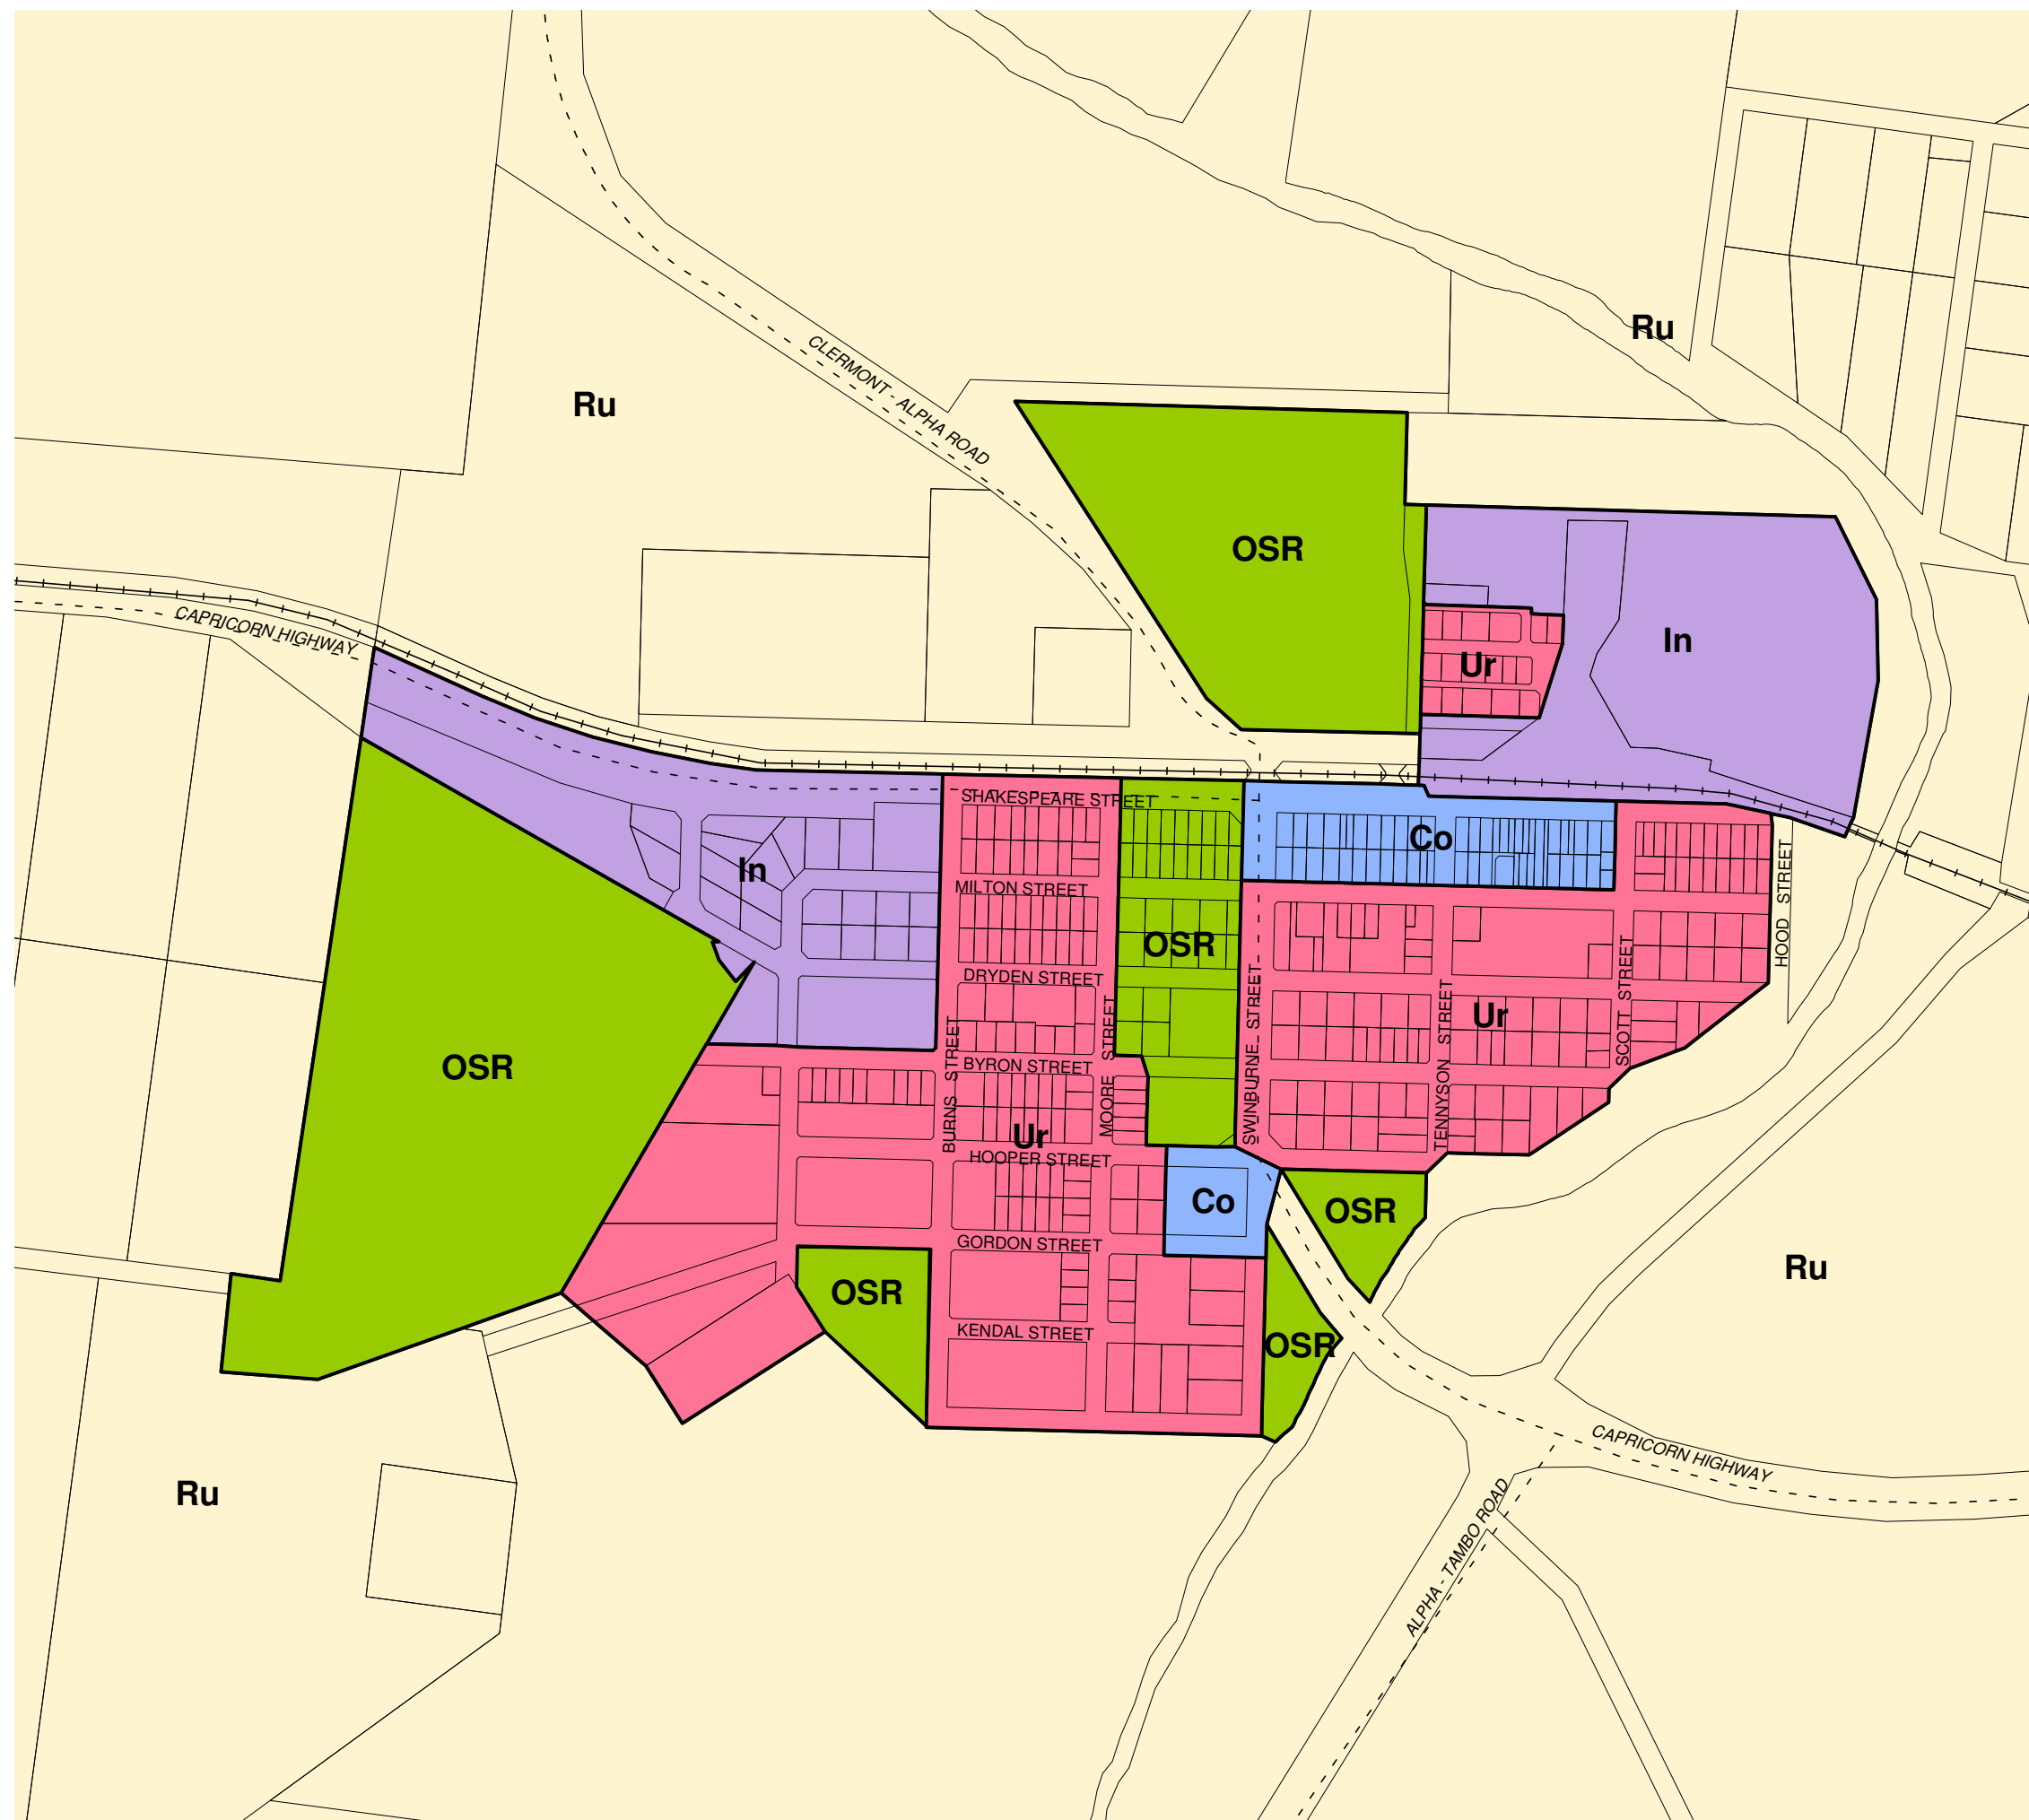 Ru
Ru
CLERMONT - ALPHA ROAD
OSR
CAPRICORN HIGHWAY
In
Ur
SHAKESPEARE STREET
Co
In
MILTON STREET
HOOD STREET
OSR
DRYDEN STREET
SCOTT STREET
Ur
SWINBURNE STREET
TENNYSON STREET
MOORE STREET
BURNS STREET
OSR
BYRON STREET
Ur
HOOPER STREET
Co
OSR
GORDON STREET
Ru
OSR
KENDAL STREET
OSR
CAPRICORN HIGHWAY
Ru
ALPHA - TAMBO ROAD